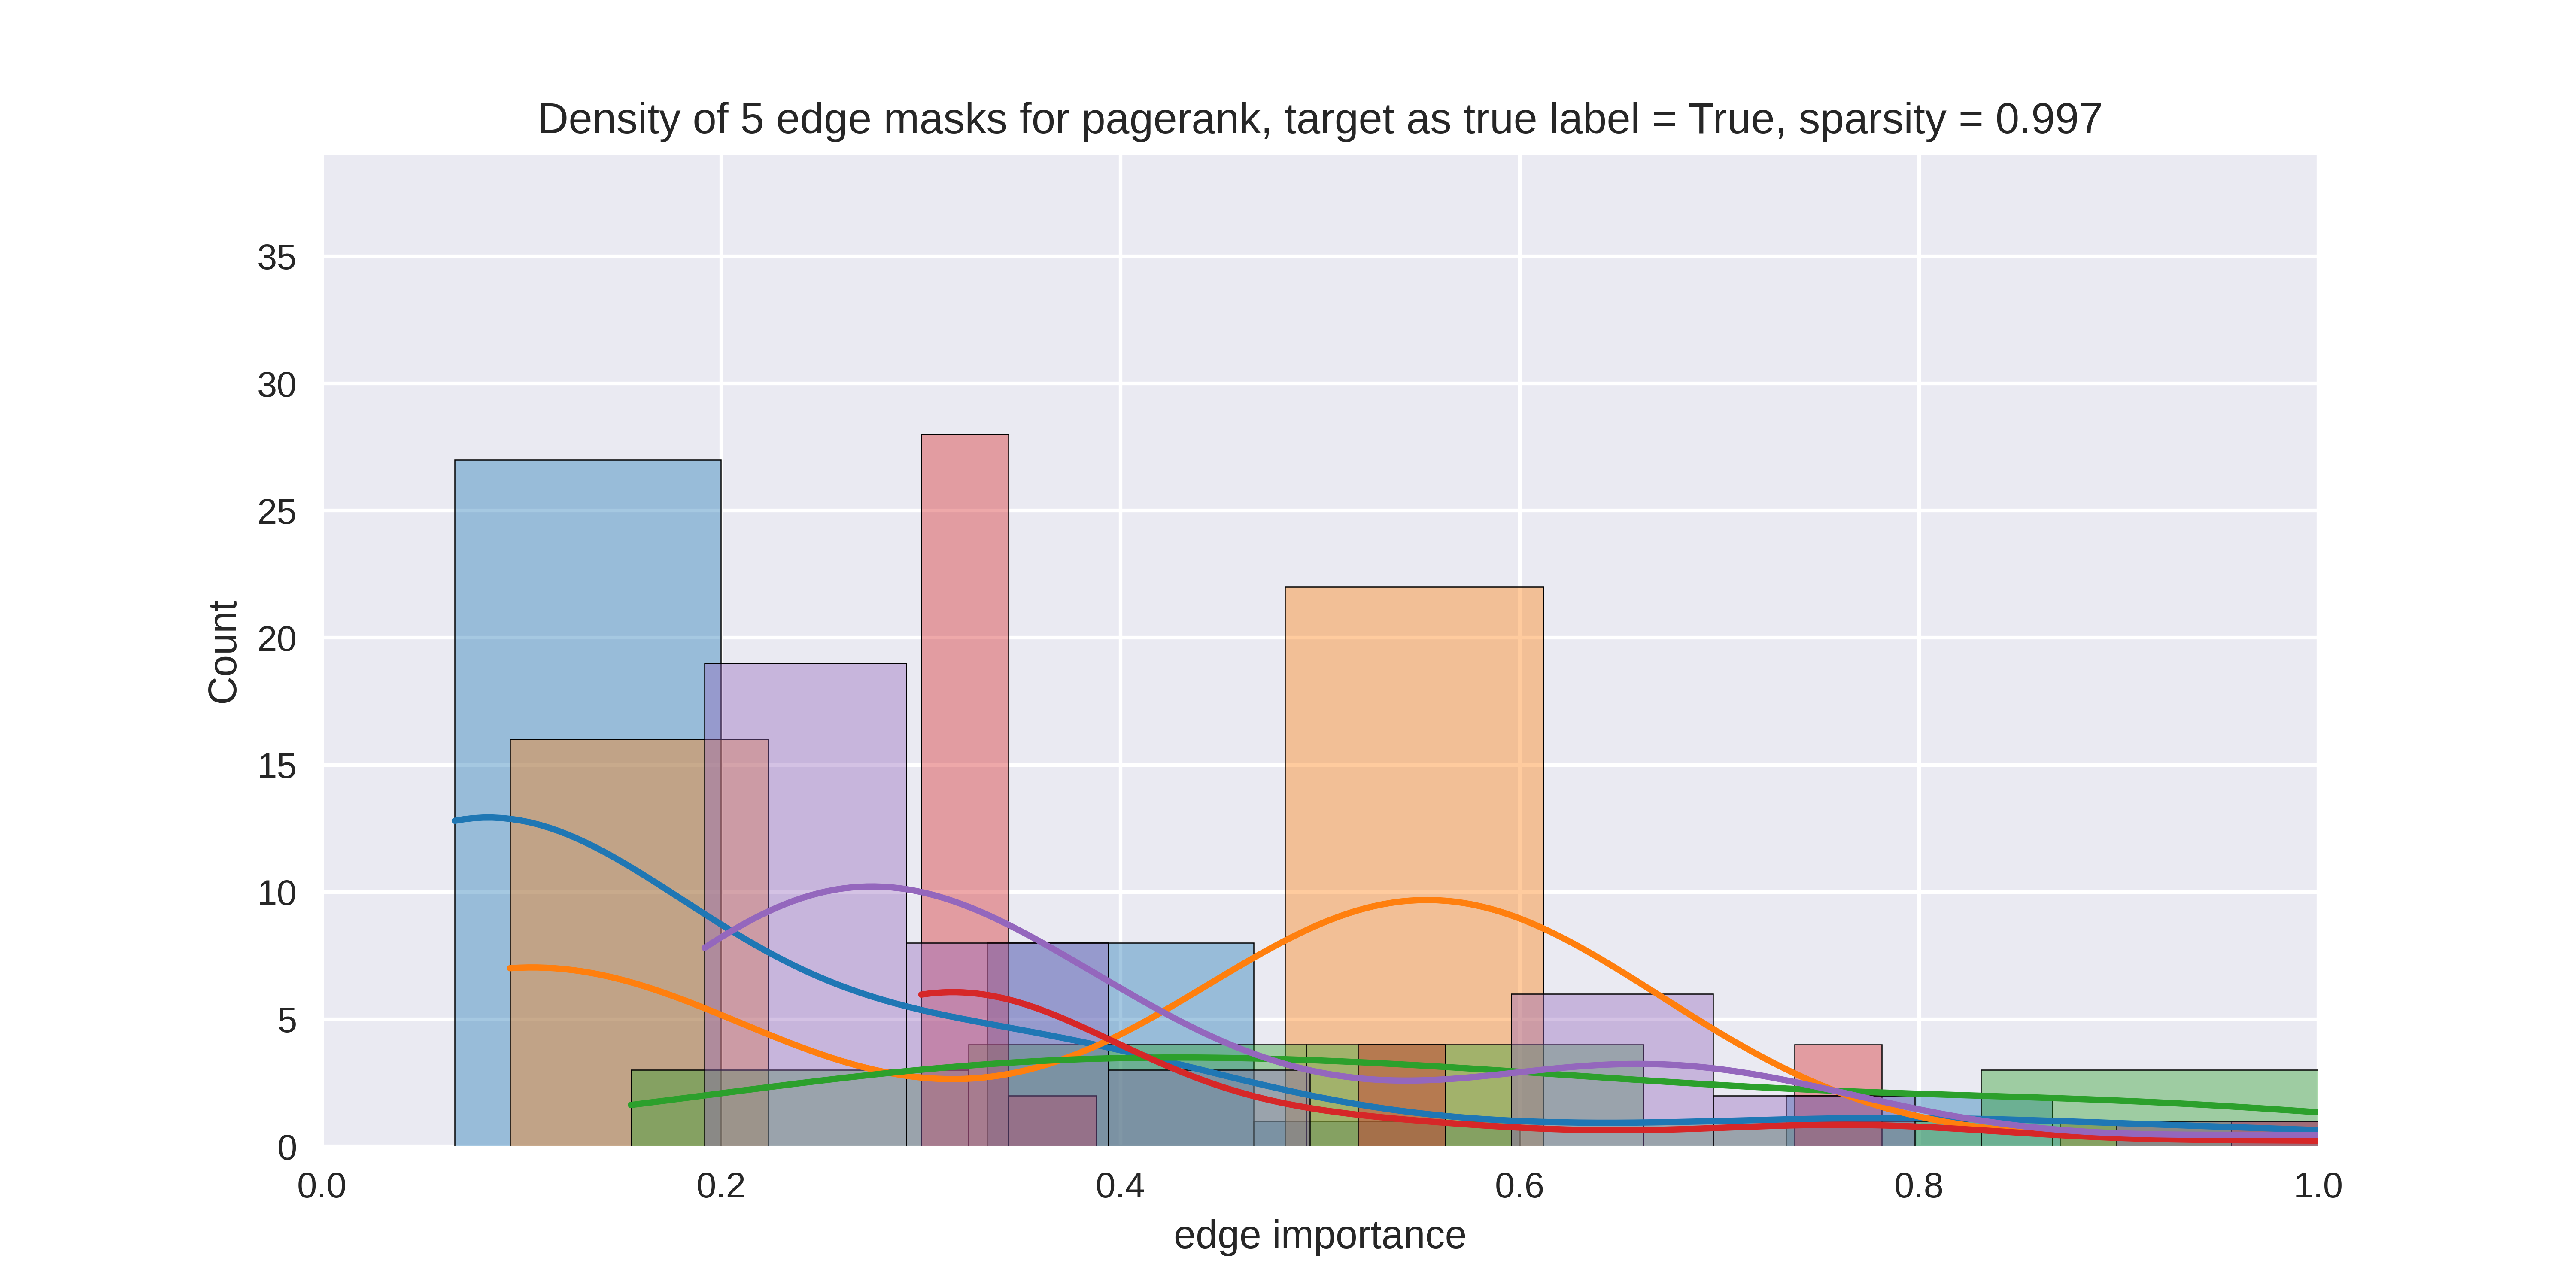 Density of 5 edge masks for pagerank, target as true label = True, sparsity = 0.997
35
30
25
20
15
10
5
0
Count
0.0 0.2 0.4 0.6 0.8 1.0
edge importance